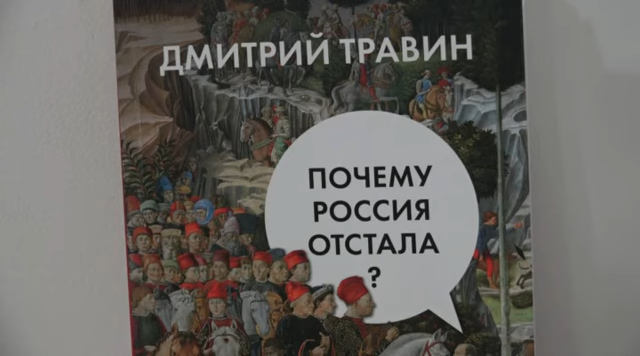 ДМИТРИЙ ТРАВИН
ПОЧЕМУ
РОССИЯ
ОТСТАЛА
?